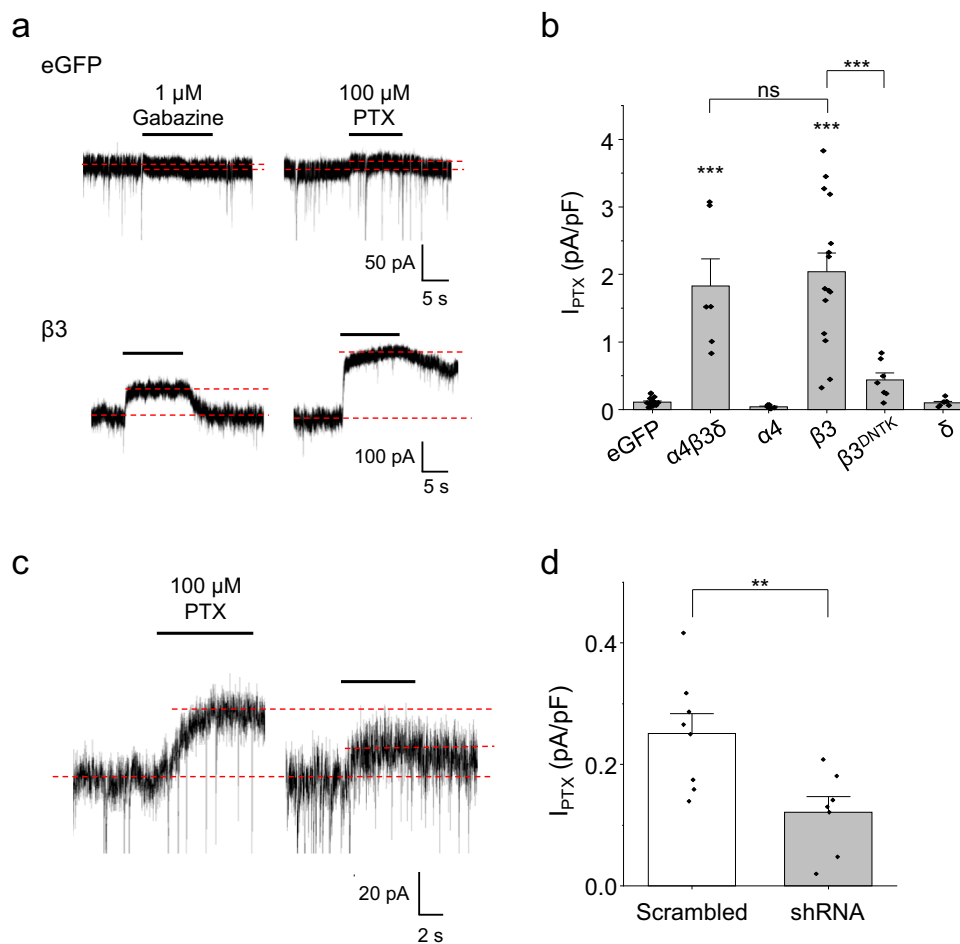 a
eGFP
1 µM
Gabazine
100 µM
PTX
50 pA
5 s
β3
100 pA
5 s
b
ns
***
***
***
I_PTX (pA/pF)
4
3
2
1
0
eGFP
α4β3δ
α4
β3
β3^DNTK
δ
c
100 µM
PTX
20 pA
2 s
d
**
I_PTX (pA/pF)
0.4
0.2
0.0
Scrambled
shRNA